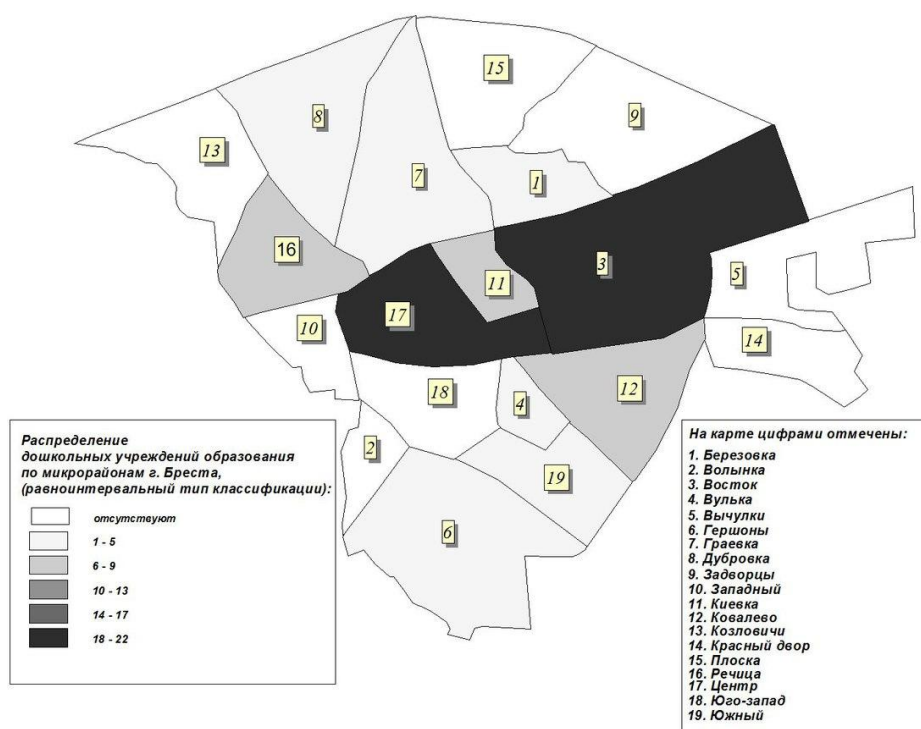 15
8
9
13
7
1
16
3
5
11
17
10
14
12
18
4
2
19
6
Распределение
дошкольных учреждений образования
по микрорайонам г. Бреста,
(равноинтервальный тип классификации):
отсутствуют
1 - 5
6 - 9
10 - 13
14 - 17
18 - 22
На карте цифрами отмечены:
1. Березовка
2. Волынка
3. Восток
4. Вулька
5. Вычулки
6. Гершоны
7. Граевка
8. Дубровка
9. Задворцы
10. Западный
11. Киевка
12. Ковалево
13. Козловичи
14. Красный двор
15. Плоска
16. Речица
17. Центр
18. Юго-запад
19. Южный